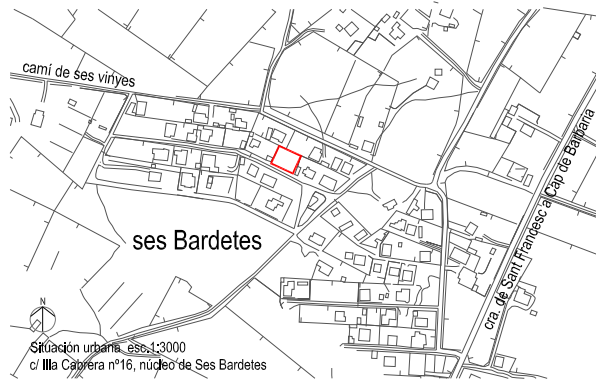 camí de ses vinyes
cra. de Sant Francesc al Cap de Barbaria
ses Bardetes
N
Situación urbana esc.1:3000
c/ Illa Cabrera nº16, núcleo de Ses Bardetes